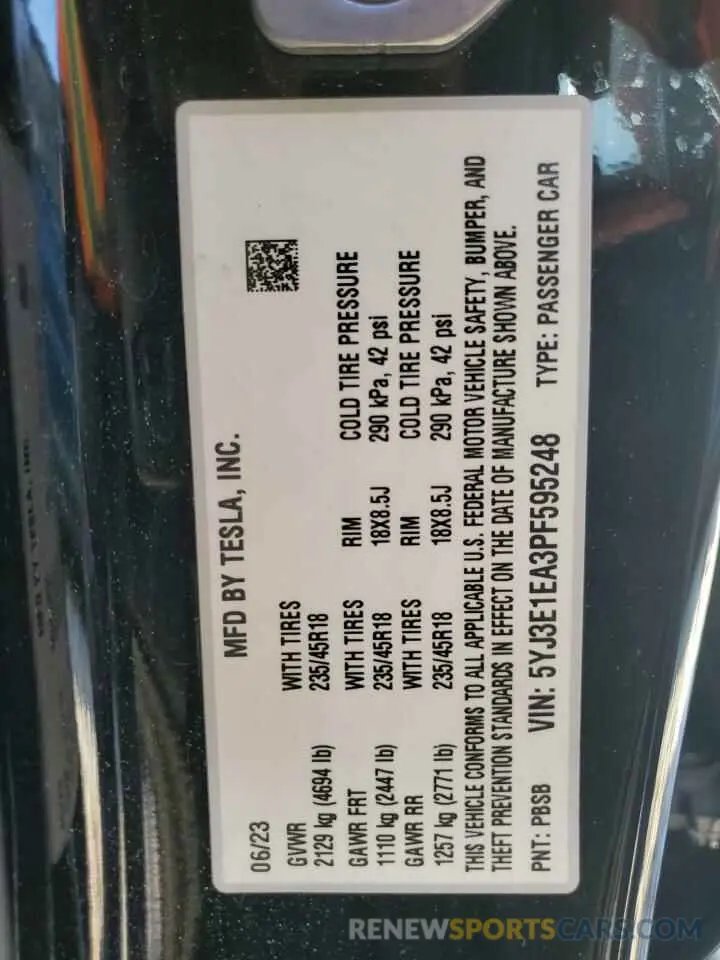 MFD BY TESLA, INC.
06/23
GVWR WITH TIRES
2129 kg (4694 lb) 235/45R18
GAWR FRT WITH TIRES RIM COLD TIRE PRESSURE
1110 kg (2447 lb) 235/45R18 18X8.5J 290 kPa, 42 psi
GAWR RR WITH TIRES RIM COLD TIRE PRESSURE
1257 kg (2771 lb) 235/45R18 18X8.5J 290 kPa, 42 psi
THIS VEHICLE CONFORMS TO ALL APPLICABLE U.S. FEDERAL MOTOR VEHICLE SAFETY, BUMPER, AND
THEFT PREVENTION STANDARDS IN EFFECT ON THE DATE OF MANUFACTURE SHOWN ABOVE.
PNT: PBSB VIN: 5YJ3E1EA3PF595248 TYPE: PASSENGER CAR
RENEWSPORTSCARS.COM